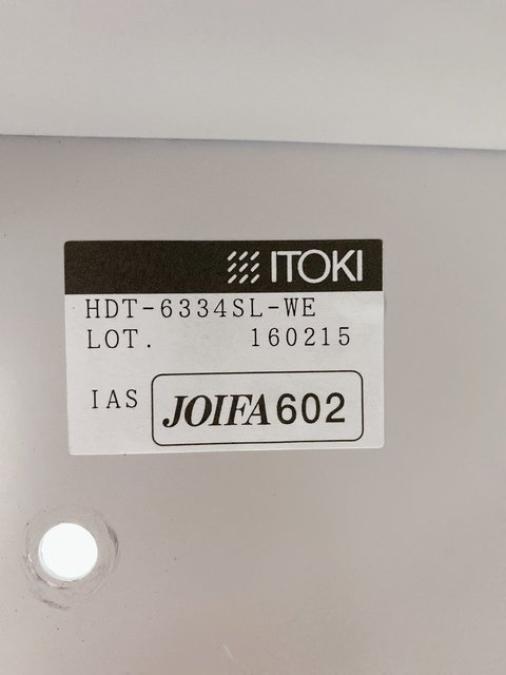 ITOKI
HDT-6334SL-WE
LOT. 160215
IAS JOIFA602